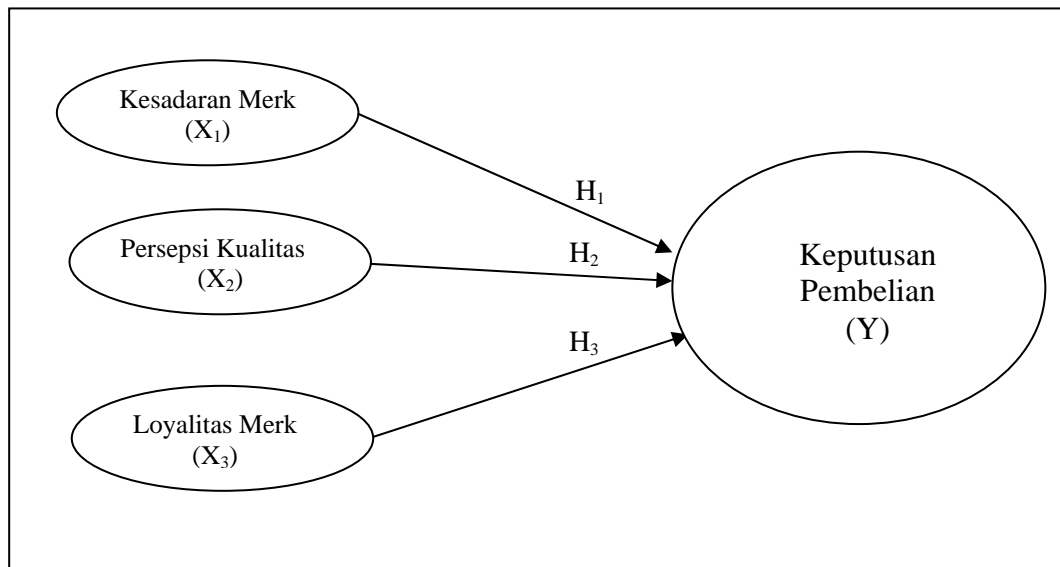 Kesadaran Merk
(X₁)
H₁
Persepsi Kualitas
(X₂)
H₂
Keputusan
Pembelian
(Y)
H₃
Loyalitas Merk
(X₃)